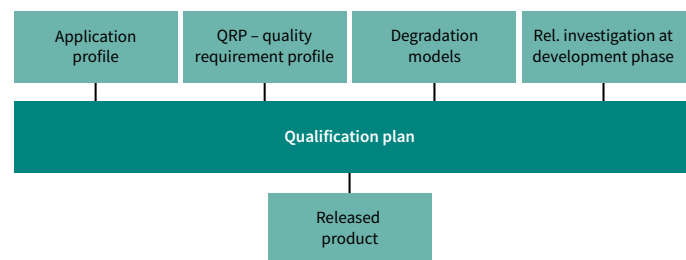 Application
profile
QRP – quality
requirement profile
Degradation
models
Rel. investigation at
development phase
Qualification plan
Released
product